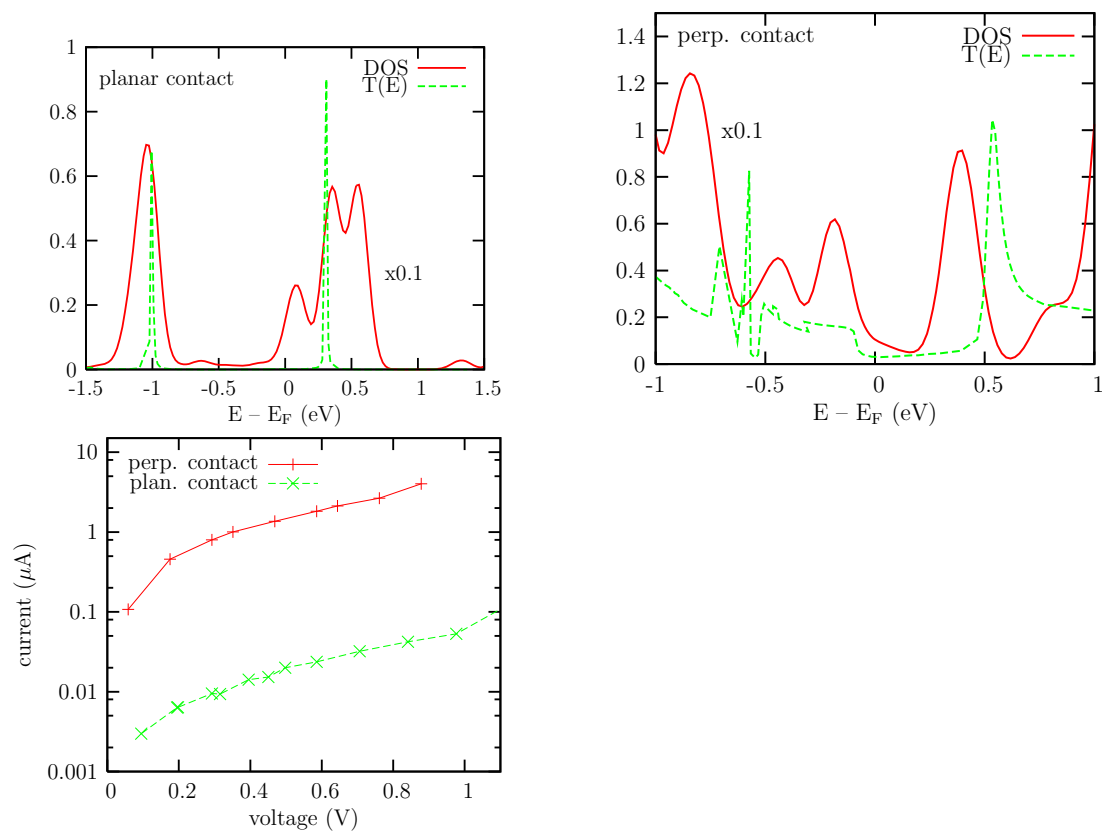 planar contact
DOS
T(E)
x0.1
1
0.8
0.6
0.4
0.2
0
-1.5 -1 -0.5 0 0.5 1 1.5
E – E_F (eV)
perp. contact
DOS
T(E)
x0.1
1.4
1.2
1
0.8
0.6
0.4
0.2
0
-1 -0.5 0 0.5 1
E – E_F (eV)
perp. contact
plan. contact
10
1
0.1
0.01
0.001
current (μA)
0 0.2 0.4 0.6 0.8 1
voltage (V)